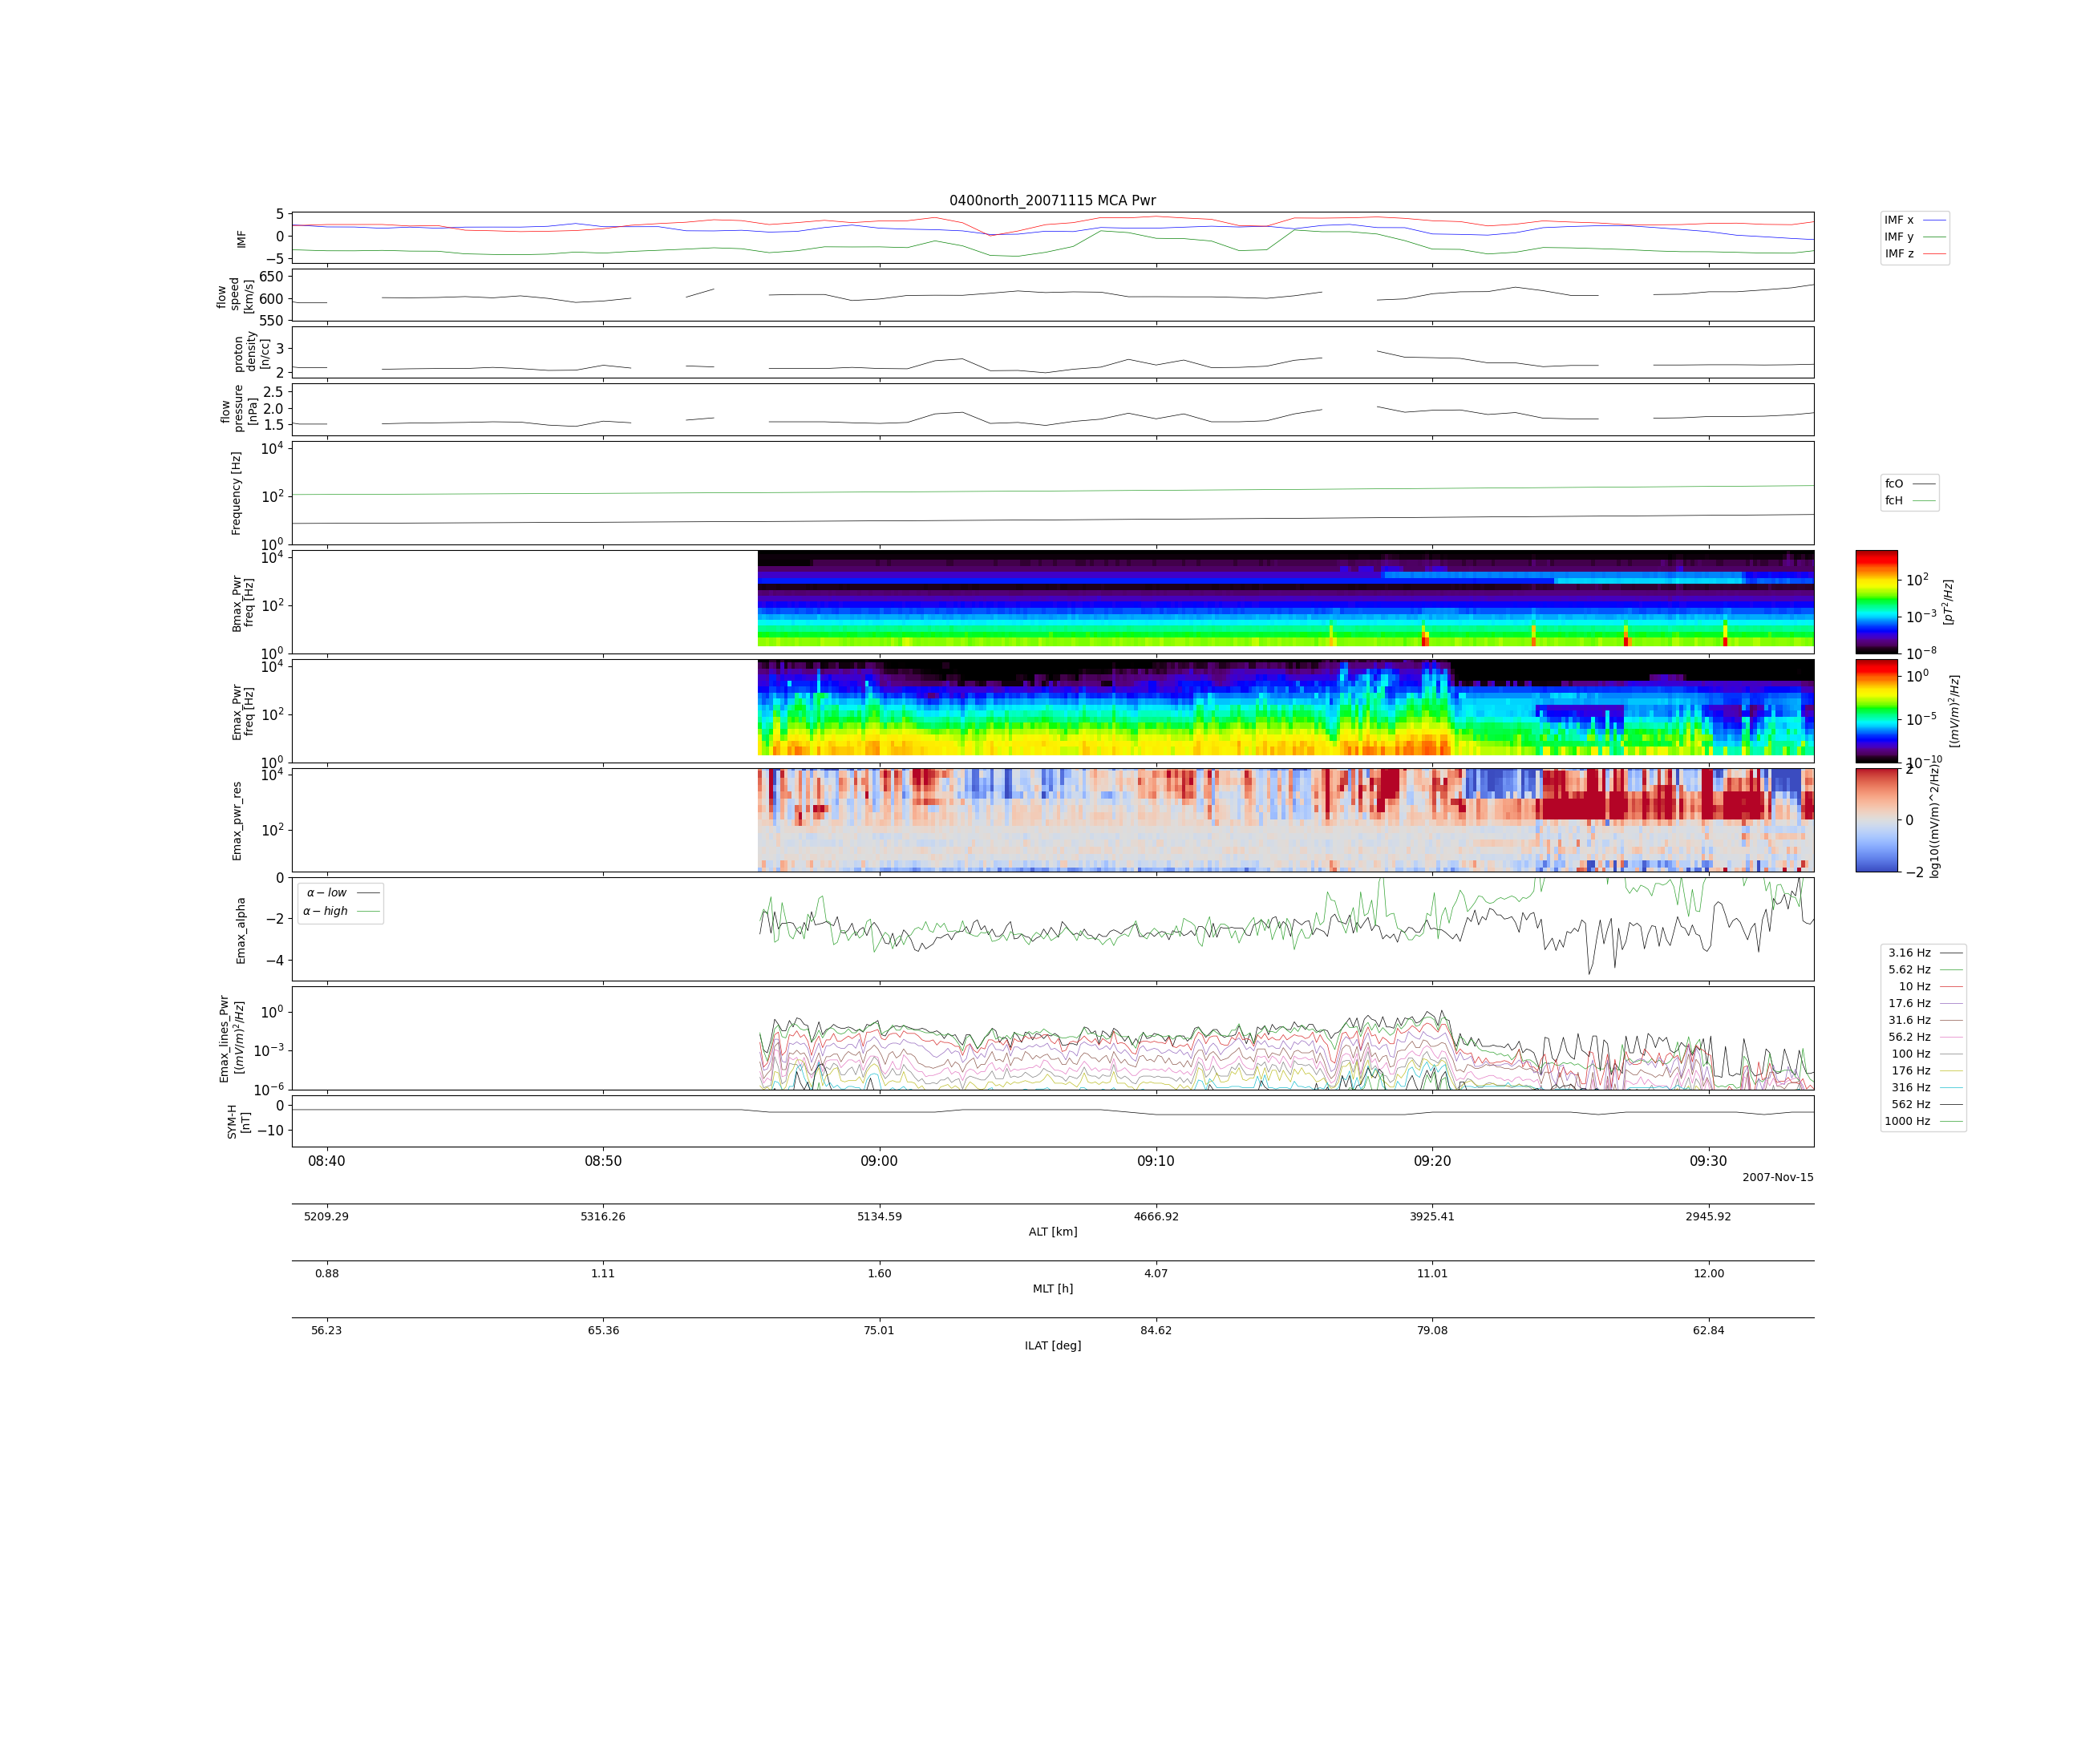 0400north_20071115 MCA Pwr
IMF
5
0
−5
IMF x
IMF y
IMF z
flow
speed
[km/s]
650
600
550
proton
density
[n/cc]
3
2
flow
pressure
[mPa]
2.5
2.0
1.5
Frequency [Hz]
10^4
10^2
10^0
fcO
fcH
Bmax_Pwr
freq [Hz]
10^4
10^2
10^0
10^2
10^-3
10^-8
[pT^2/Hz]
Emax_Pwr
freq [Hz]
10^4
10^2
10^0
10^0
10^-5
10^-10
[(mV/m)^2/Hz]
Emax_pwr_res
10^4
10^2
2
0
−2
log10((mV/m)^2/Hz)
Emax_alpha
0
−2
−4
α − low
α − high
Emax_lines_Pwr
[(mV/m)^2/Hz]
10^0
10^-3
10^-6
3.16 Hz
5.62 Hz
10 Hz
17.6 Hz
31.6 Hz
56.2 Hz
100 Hz
176 Hz
316 Hz
562 Hz
1000 Hz
SYM-H
[nT]
0
−10
08:40 08:50 09:00 09:10 09:20 09:30
2007-Nov-15
5209.29 5316.26 5134.59 4666.92 3925.41 2945.92
ALT [km]
0.88 1.11 1.60 4.07 11.01 12.00
MLT [h]
56.23 65.36 75.01 84.62 79.08 62.84
ILAT [deg]